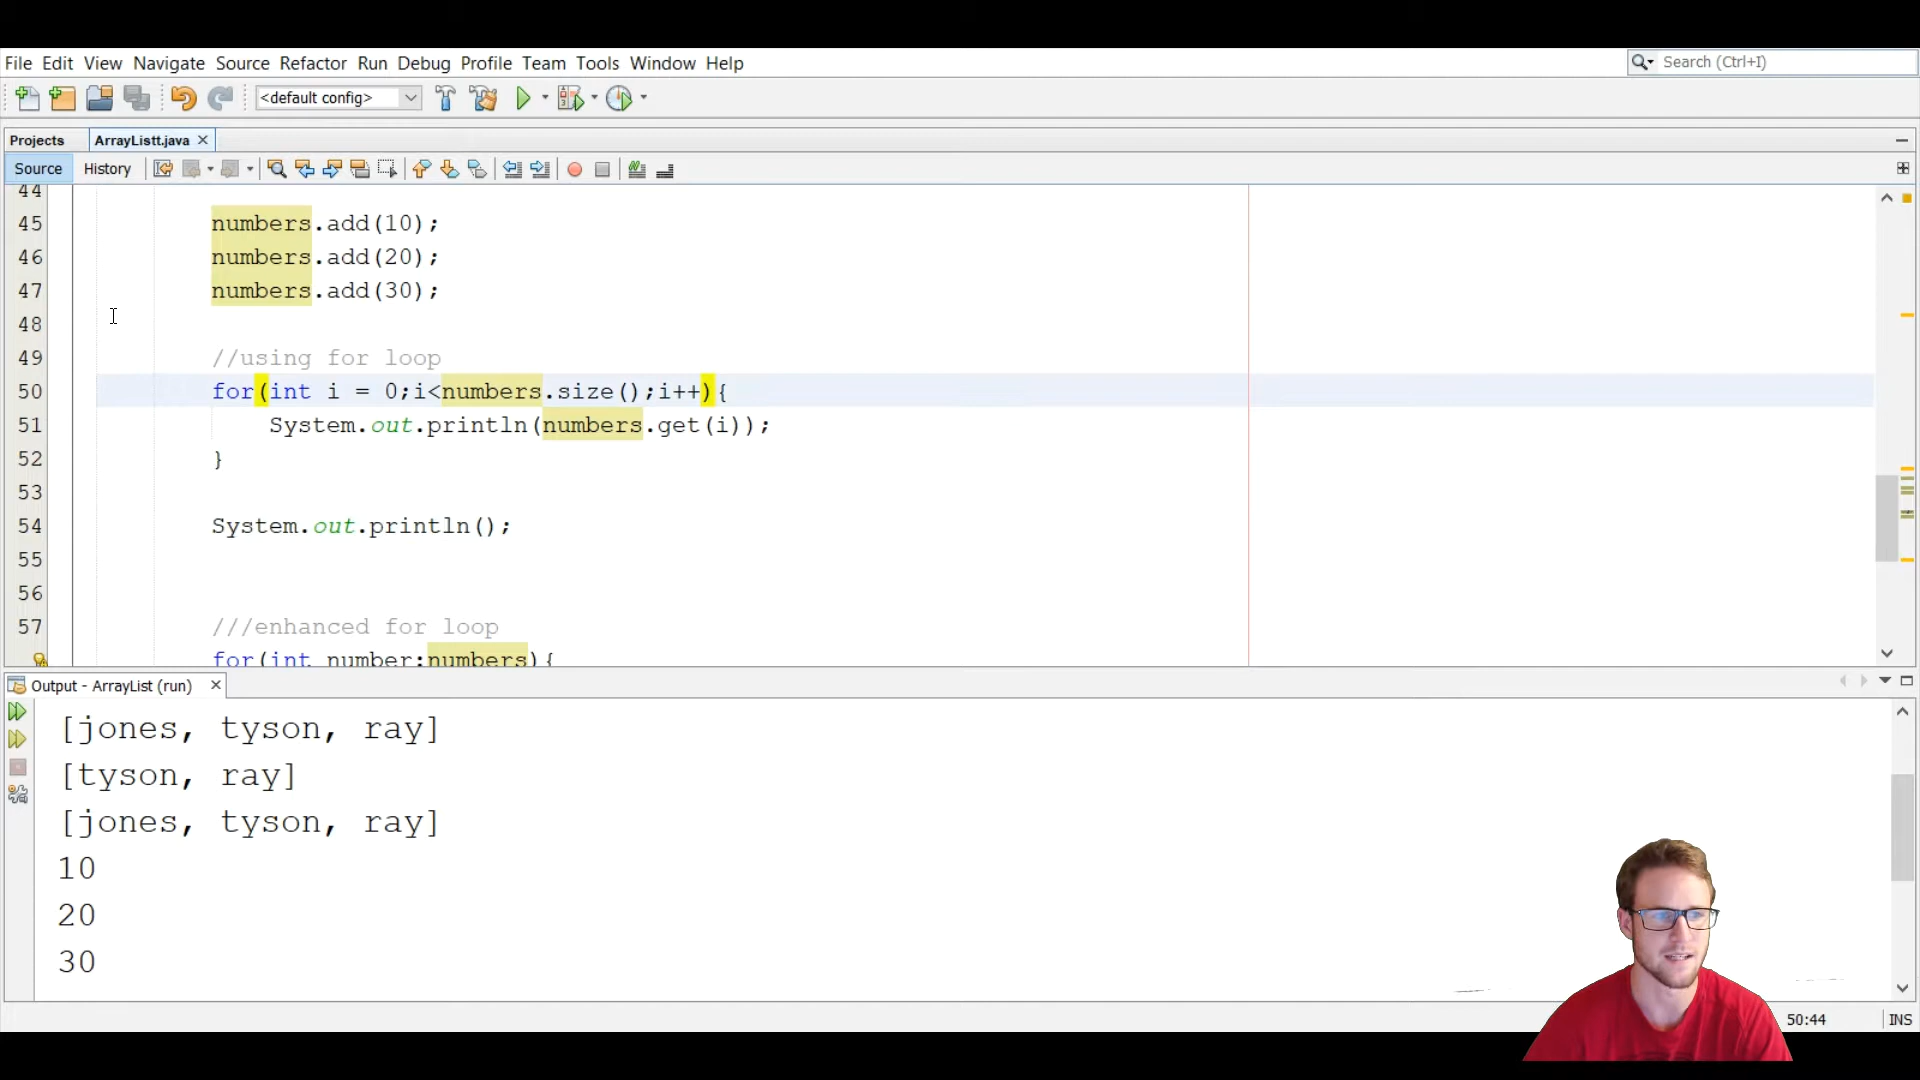 File Edit View Navigate Source Refactor Run Debug Profile Team Tools Window Help
Search (Ctrl+I)
<default config>
Projects ArrayListt.java
Source History
44
45 numbers.add(10);
46 numbers.add(20);
47 numbers.add(30);
48
49 //using for loop
50 for(int i = 0;i<numbers.size();i++){
51 System.out.println(numbers.get(i));
52 }
53
54 System.out.println();
55
56
57 ///enhanced for loop
for(int number:numbers){
Output - ArrayList (run)
[jones, tyson, ray]
[tyson, ray]
[jones, tyson, ray]
10
20
30
50:44 INS